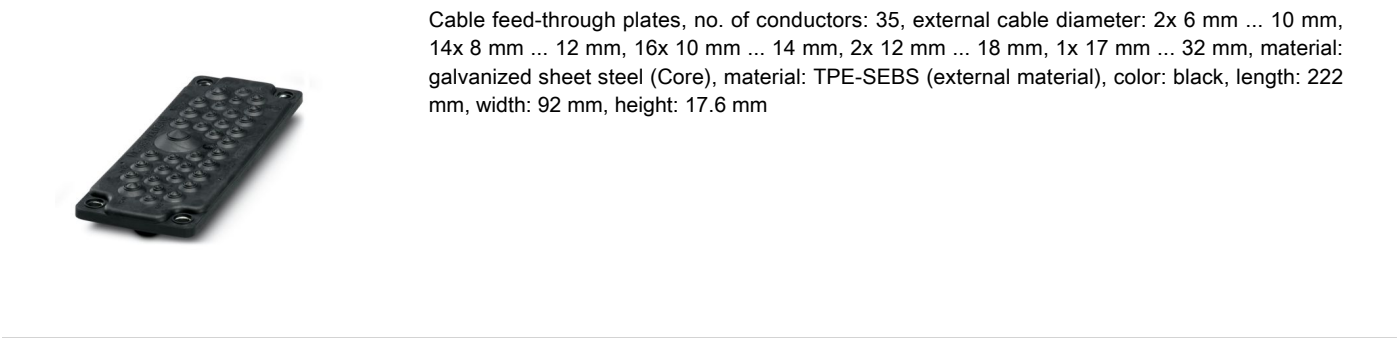 Cable feed-through plates, no. of conductors: 35, external cable diameter: 2x 6 mm ... 10 mm,
14x 8 mm ... 12 mm, 16x 10 mm ... 14 mm, 2x 12 mm ... 18 mm, 1x 17 mm ... 32 mm, material:
galvanized sheet steel (Core), material: TPE-SEBS (external material), color: black, length: 222
mm, width: 92 mm, height: 17.6 mm